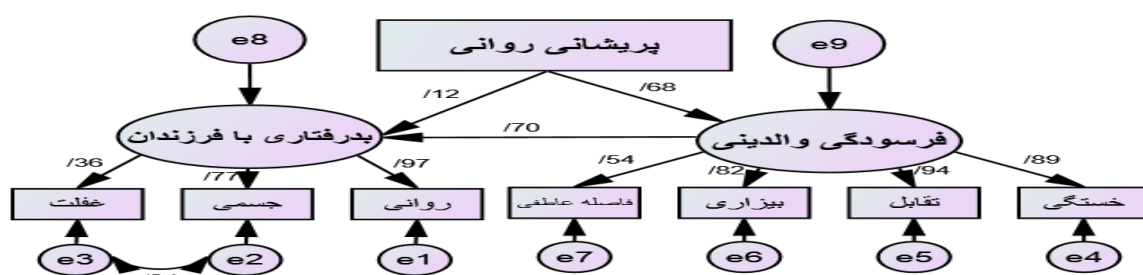 e8
پریشانی روانی
e9
/12
/68
بدرفتاری با فرزندان
/70
فرسودگی والدینی
/36
/77
/97
/54
/82
/94
/89
غفلت
جسمی
روانی
فاصله عاطفی
بیزاری
تقابل
خستگی
e3
e2
e1
e7
e6
e5
e4